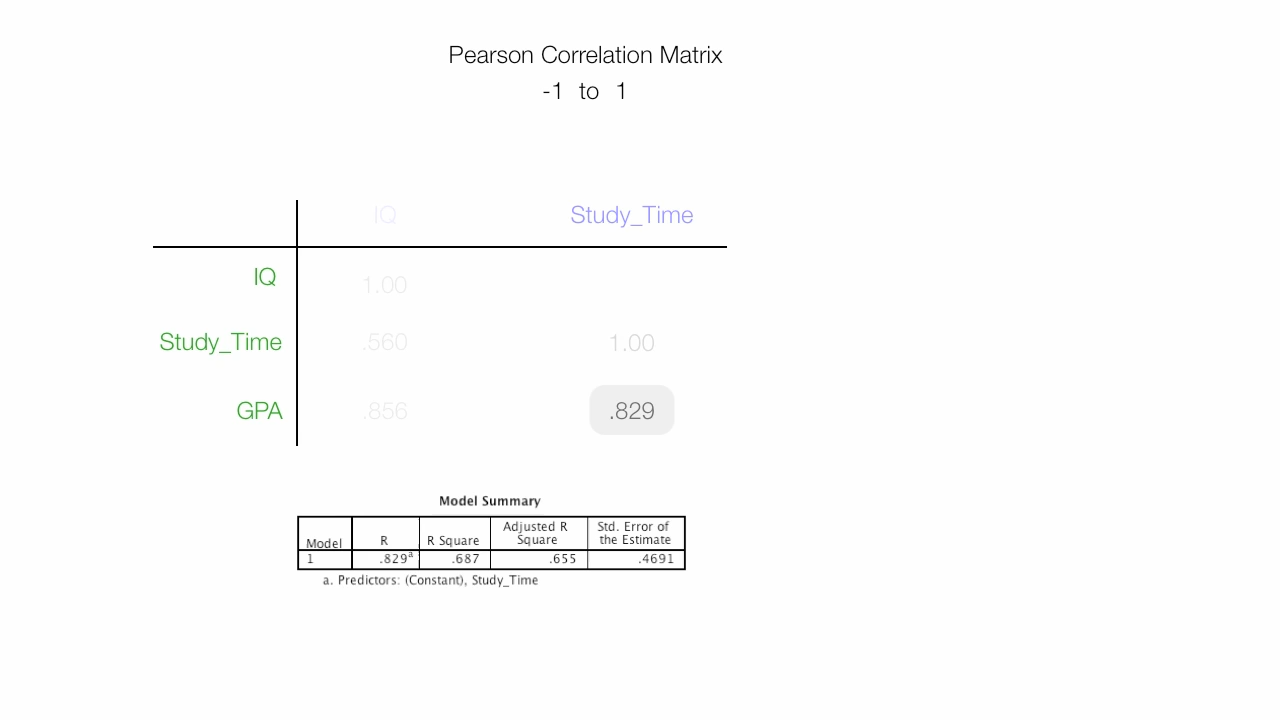 Pearson Correlation Matrix
-1 to 1
IQ Study_Time
IQ 1.00
Study_Time .560 1.00
GPA .856 .829
Model Summary
Model R R Square Adjusted R Square Std. Error of the Estimate
1 .829a .687 .655 .4691
a. Predictors: (Constant), Study_Time